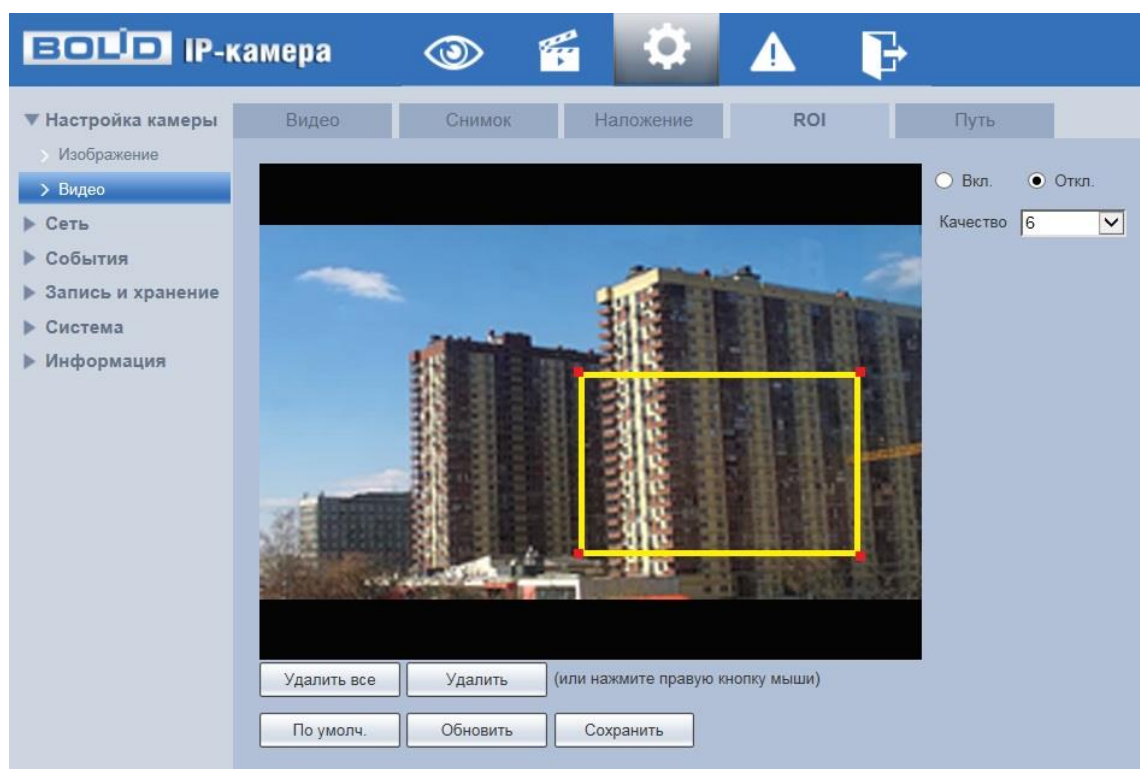 BOLID IP-камера
Настройка камеры
Изображение
Видео
Сеть
События
Запись и хранение
Система
Информация
Видео Снимок Наложение ROI Путь
Вкл. Откл.
Качество 6
Удалить все Удалить (или нажмите правую кнопку мыши)
По умолч. Обновить Сохранить